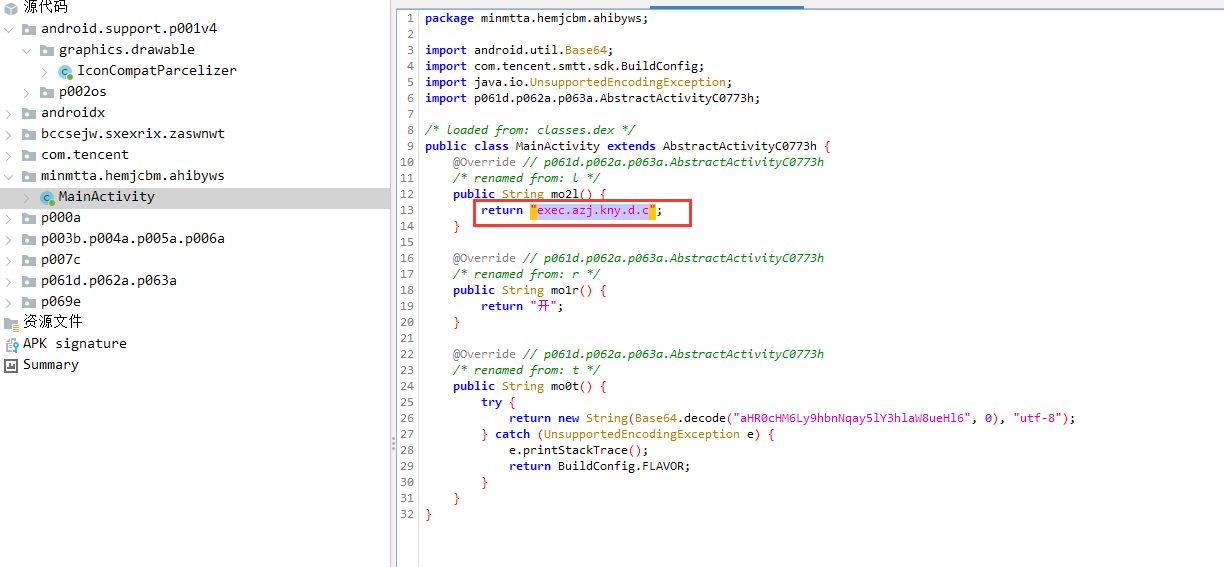 源代码
android.support.p001v4
graphics.drawable
IconCompatParcelizer
p002os
androidx
bccsejw.sxexrix.zaswnwt
com.tencent
minmtta.hemjcbm.ahibyws
MainActivity
p000a
p003b.p004a.p005a.p006a
p007c
p061d.p062a.p063a
p069e
资源文件
APK signature
Summary
1 package minmtta.hemjcbm.ahibyws;
2
3 import android.util.Base64;
4 import com.tencent.smtt.sdk.BuildConfig;
5 import java.io.UnsupportedEncodingException;
6 import p061d.p062a.p063a.AbstractActivityC0773h;
7
8 /* loaded from: classes.dex */
9 public class MainActivity extends AbstractActivityC0773h {
10 @Override // p061d.p062a.p063a.AbstractActivityC0773h
11 /* renamed from: l */
12 public String mo2l() {
13 return "exec.azj.kny.d.c";
14 }
15
16 @Override // p061d.p062a.p063a.AbstractActivityC0773h
17 /* renamed from: r */
18 public String mo1r() {
19 return "开";
20 }
21
22 @Override // p061d.p062a.p063a.AbstractActivityC0773h
23 /* renamed from: t */
24 public String mo0t() {
25 try {
26 return new String(Base64.decode("aHR0cHM6Ly9hbnNqay5lY3hlaW8ueHl6", 0), "utf-8");
27 } catch (UnsupportedEncodingException e) {
28 e.printStackTrace();
29 return BuildConfig.FLAVOR;
30 }
31 }
32 }